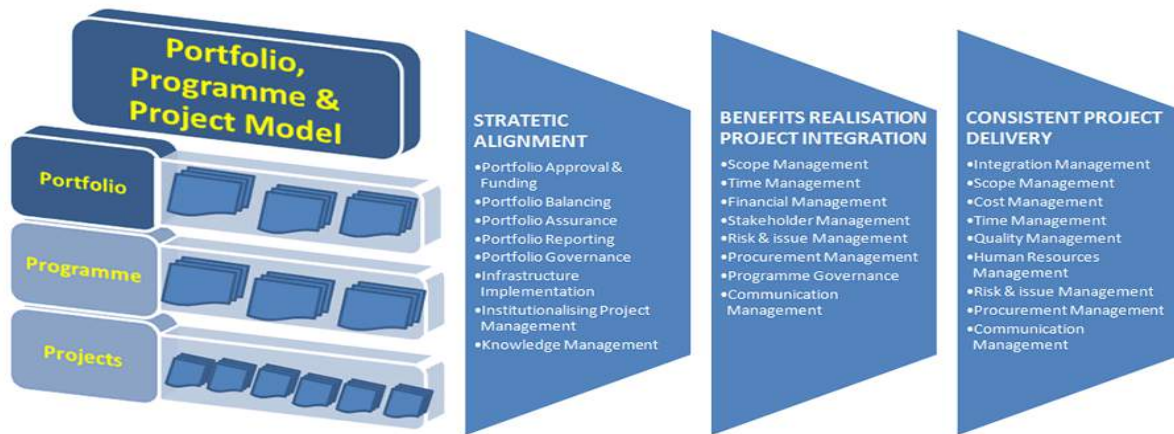 Portfolio,
Programme &
Project Model
Portfolio
Programme
Projects
STRATETIC
ALIGNMENT
•Portfolio Approval &
Funding
•Portfolio Balancing
•Portfolio Assurance
•Portfolio Reporting
•Portfolio Governance
•Infrastructure
Implementation
•Institutionalising Project
Management
•Knowledge Management
BENEFITS REALISATION
PROJECT INTEGRATION
•Scope Management
•Time Management
•Financial Management
•Stakeholder Management
•Risk & issue Management
•Procurement Management
•Programme Governance
•Communication
Management
CONSISTENT PROJECT
DELIVERY
•Integration Management
•Scope Management
•Cost Management
•Time Management
•Quality Management
•Human Resources
Management
•Risk & issue Management
•Procurement Management
•Communication
Management